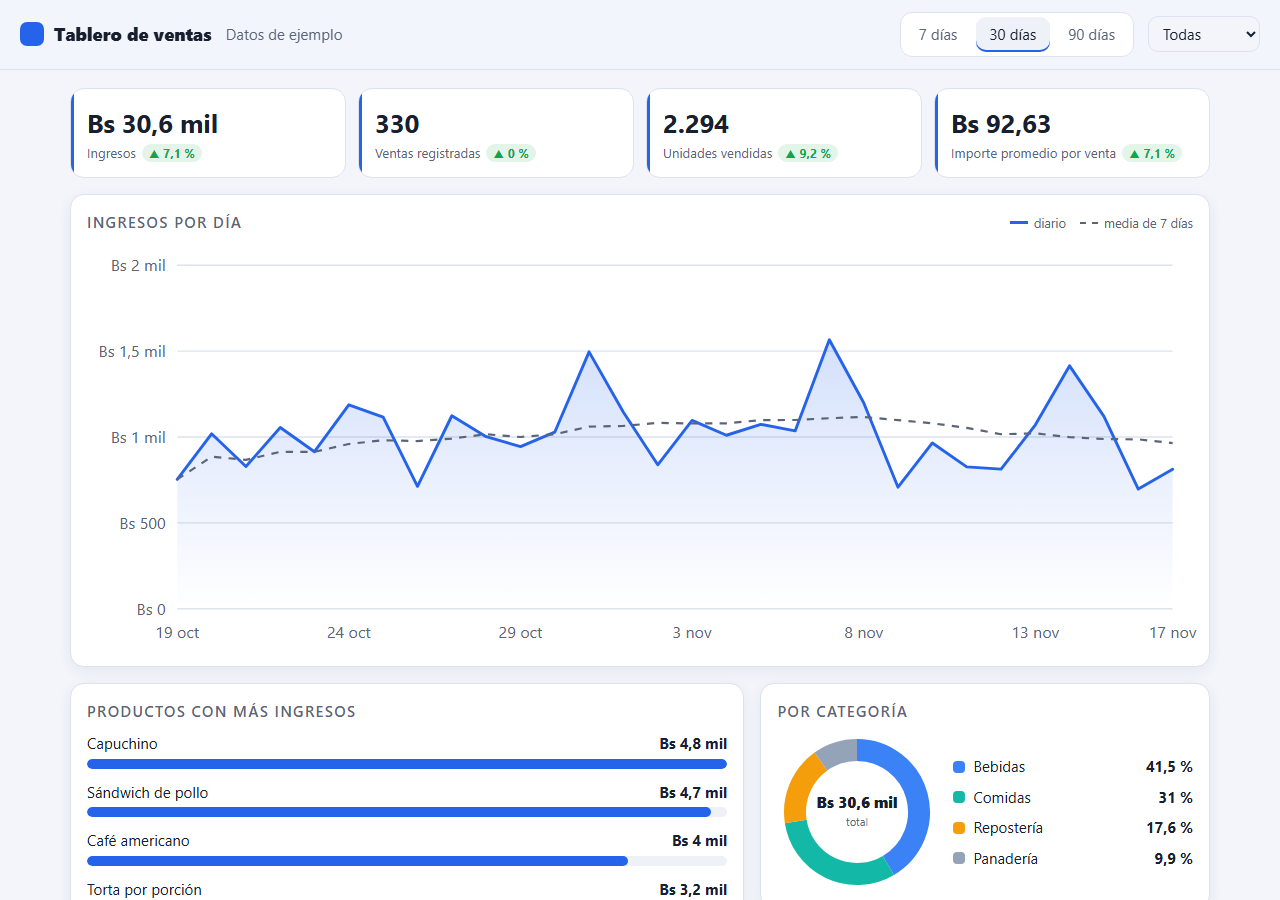 Tablero de ventas Datos de ejemplo 7 días 30 días 90 días Todas
Bs 30,6 mil
Ingresos ▲ 7,1 %
330
Ventas registradas ▲ 0 %
2.294
Unidades vendidas ▲ 9,2 %
Bs 92,63
Importe promedio por venta ▲ 7,1 %
INGRESOS POR DÍA diario media de 7 días
Bs 2 mil
Bs 1,5 mil
Bs 1 mil
Bs 500
Bs 0
19 oct 24 oct 29 oct 3 nov 8 nov 13 nov 17 nov
PRODUCTOS CON MÁS INGRESOS
Capuchino Bs 4,8 mil
Sándwich de pollo Bs 4,7 mil
Café americano Bs 4 mil
Torta por porción Bs 3,2 mil
POR CATEGORÍA
Bs 30,6 mil
total
Bebidas 41,5 %
Comidas 31 %
Repostería 17,6 %
Panadería 9,9 %